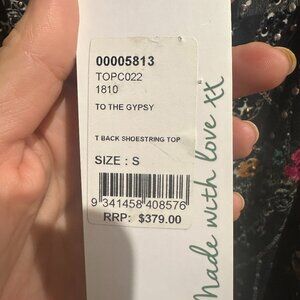 00005813
TOPC022
1810
TO THE GYPSY
T BACK SHOESTRING TOP
SIZE : S
9 341458 408576
RRP: $379.00
Made with love xx